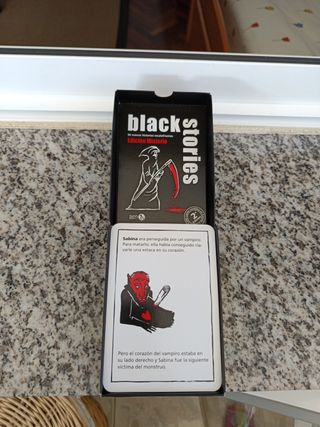 black
stories
50 nuevas historias escalofriantes
Edición Misterio
Sabina era perseguida por un vampiro.
Para matarlo, ella había conseguido cla-
varle una estaca en su corazón.
Pero el corazón del vampiro estaba en
su lado derecho y Sabina fue la siguiente
víctima del monstruo.